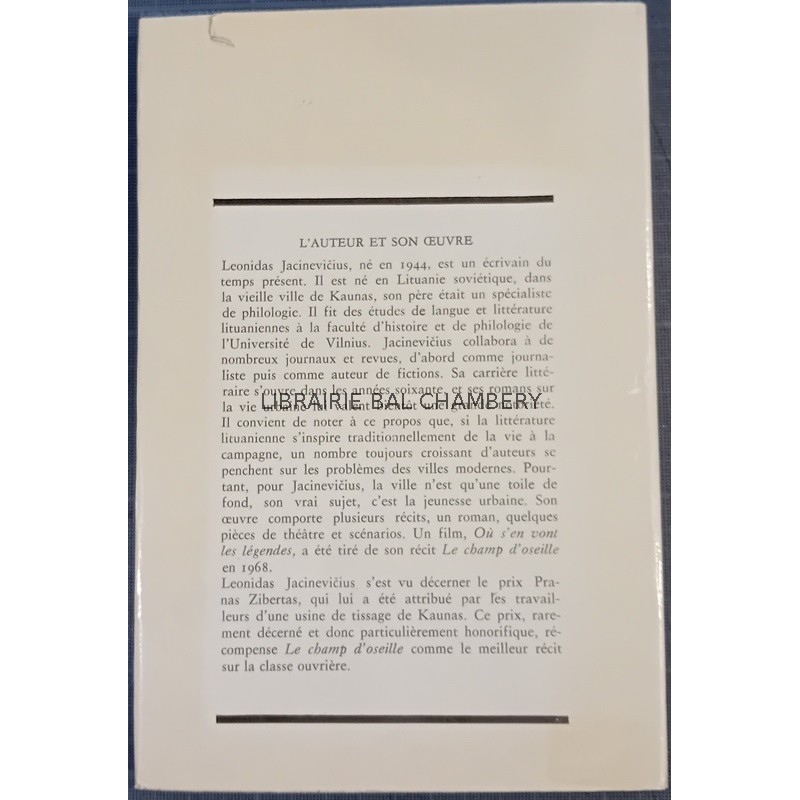 L'AUTEUR ET SON ŒUVRE
Leonidas Jacinevičius, né en 1944, est un écrivain du
temps présent. Il est né en Lituanie soviétique, dans
la vieille ville de Kaunas, son père était un spécialiste
de philologie. Il fit des études de langue et littérature
lituaniennes à la faculté d'histoire et de philologie de
l'Université de Vilnius. Jacinevičius collabora à de
nombreux journaux et revues, d'abord comme journa-
liste puis comme auteur de fictions. Sa carrière litté-
raire s'ouvre dans les années soixante, et ses romans sur
LIBRAIRIE BAL CHAMBERY
la vie urbaine lui valent bientôt une grande notoriété.
Il convient de noter à ce propos que, si la littérature
lituanienne s'inspire traditionnellement de la vie à la
campagne, un nombre toujours croissant d'auteurs se
penchent sur les problèmes des villes modernes. Pour-
tant, pour Jacinevičius, la ville n'est qu'une toile de
fond, son vrai sujet, c'est la jeunesse urbaine. Son
œuvre comporte plusieurs récits, un roman, quelques
pièces de théâtre et scénarios. Un film, Où s'en vont
les légendes, a été tiré de son récit Le champ d'oseille
en 1968.
Leonidas Jacinevičius s'est vu décerner le prix Pra-
nas Zibertas, qui lui a été attribué par les travail-
leurs d'une usine de tissage de Kaunas. Ce prix, rare-
ment décerné et donc particulièrement honorifique, ré-
compense Le champ d'oseille comme le meilleur récit
sur la classe ouvrière.